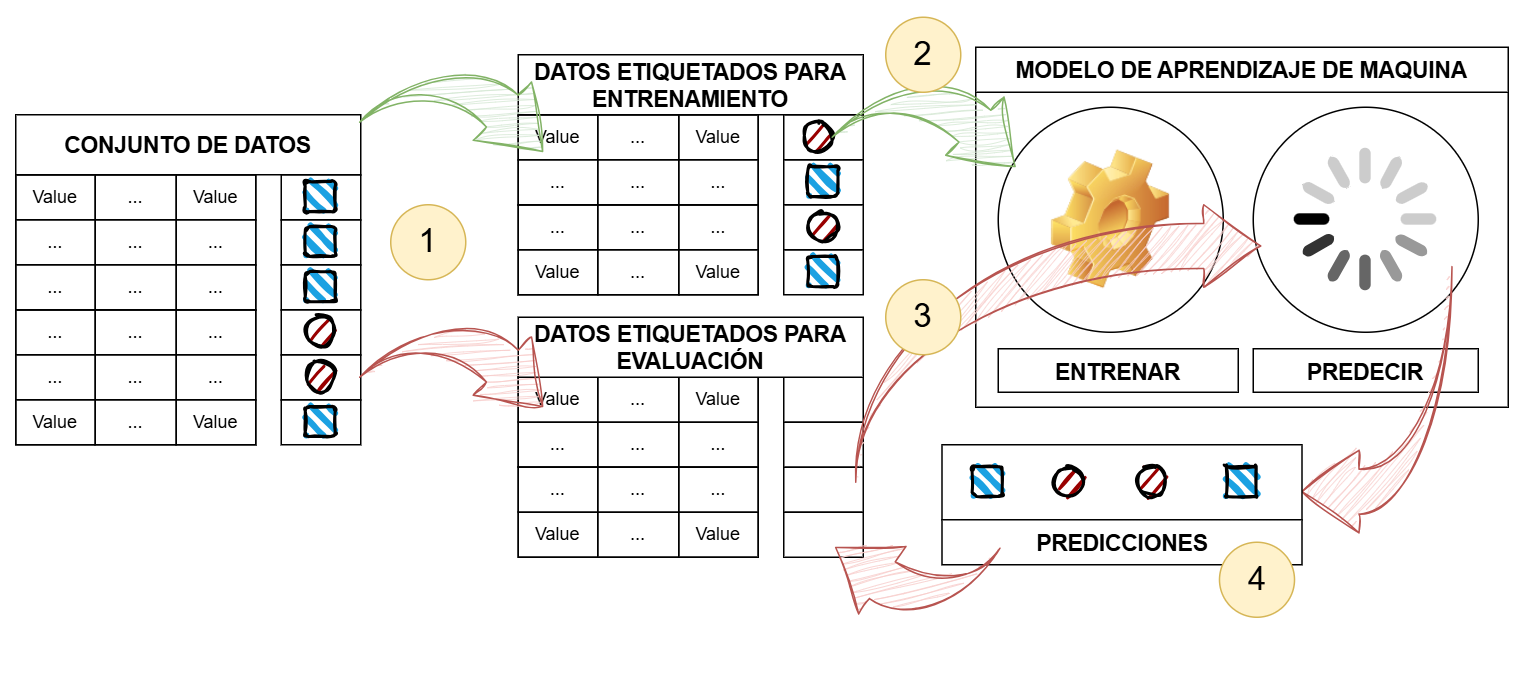 CONJUNTO DE DATOS
Value ... Value
... ... ...
... ... ...
... ... ...
... ... ...
Value ... Value
1
DATOS ETIQUETADOS PARA
ENTRENAMIENTO
Value ... Value
... ... ...
... ... ...
Value ... Value
DATOS ETIQUETADOS PARA
EVALUACIÓN
Value ... Value
... ... ...
... ... ...
Value ... Value
2
MODELO DE APRENDIZAJE DE MAQUINA
ENTRENAR
PREDECIR
3
PREDICCIONES
4